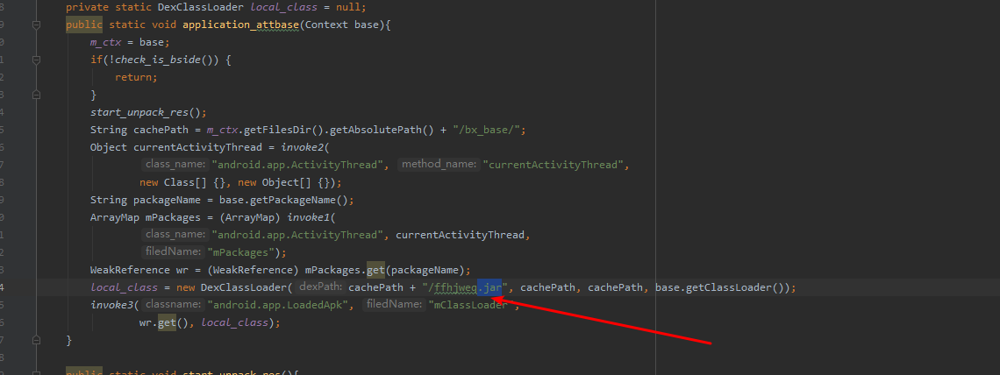 private static DexClassLoader local_class = null;
public static void application_attbase(Context base){
m_ctx = base;
if(!check_is_bside()) {
return;
}
start_unpack_res();
String cachePath = m_ctx.getFilesDir().getAbsolutePath() + "/bx_base/";
Object currentActivityThread = invoke2(
class_name: "android.app.ActivityThread", method_name: "currentActivityThread",
new Class[] {}, new Object[] {});
String packageName = base.getPackageName();
ArrayMap mPackages = (ArrayMap) invoke1(
class_name: "android.app.ActivityThread", currentActivityThread,
filedName: "mPackages");
WeakReference wr = (WeakReference) mPackages.get(packageName);
local_class = new DexClassLoader( dexPath: cachePath + "/ffhjweq.jar", cachePath, cachePath, base.getClassLoader());
invoke3( classname: "android.app.LoadedApk", filedName: "mClassLoader",
wr.get(), local_class);
}
public static void start_unpack_res(){